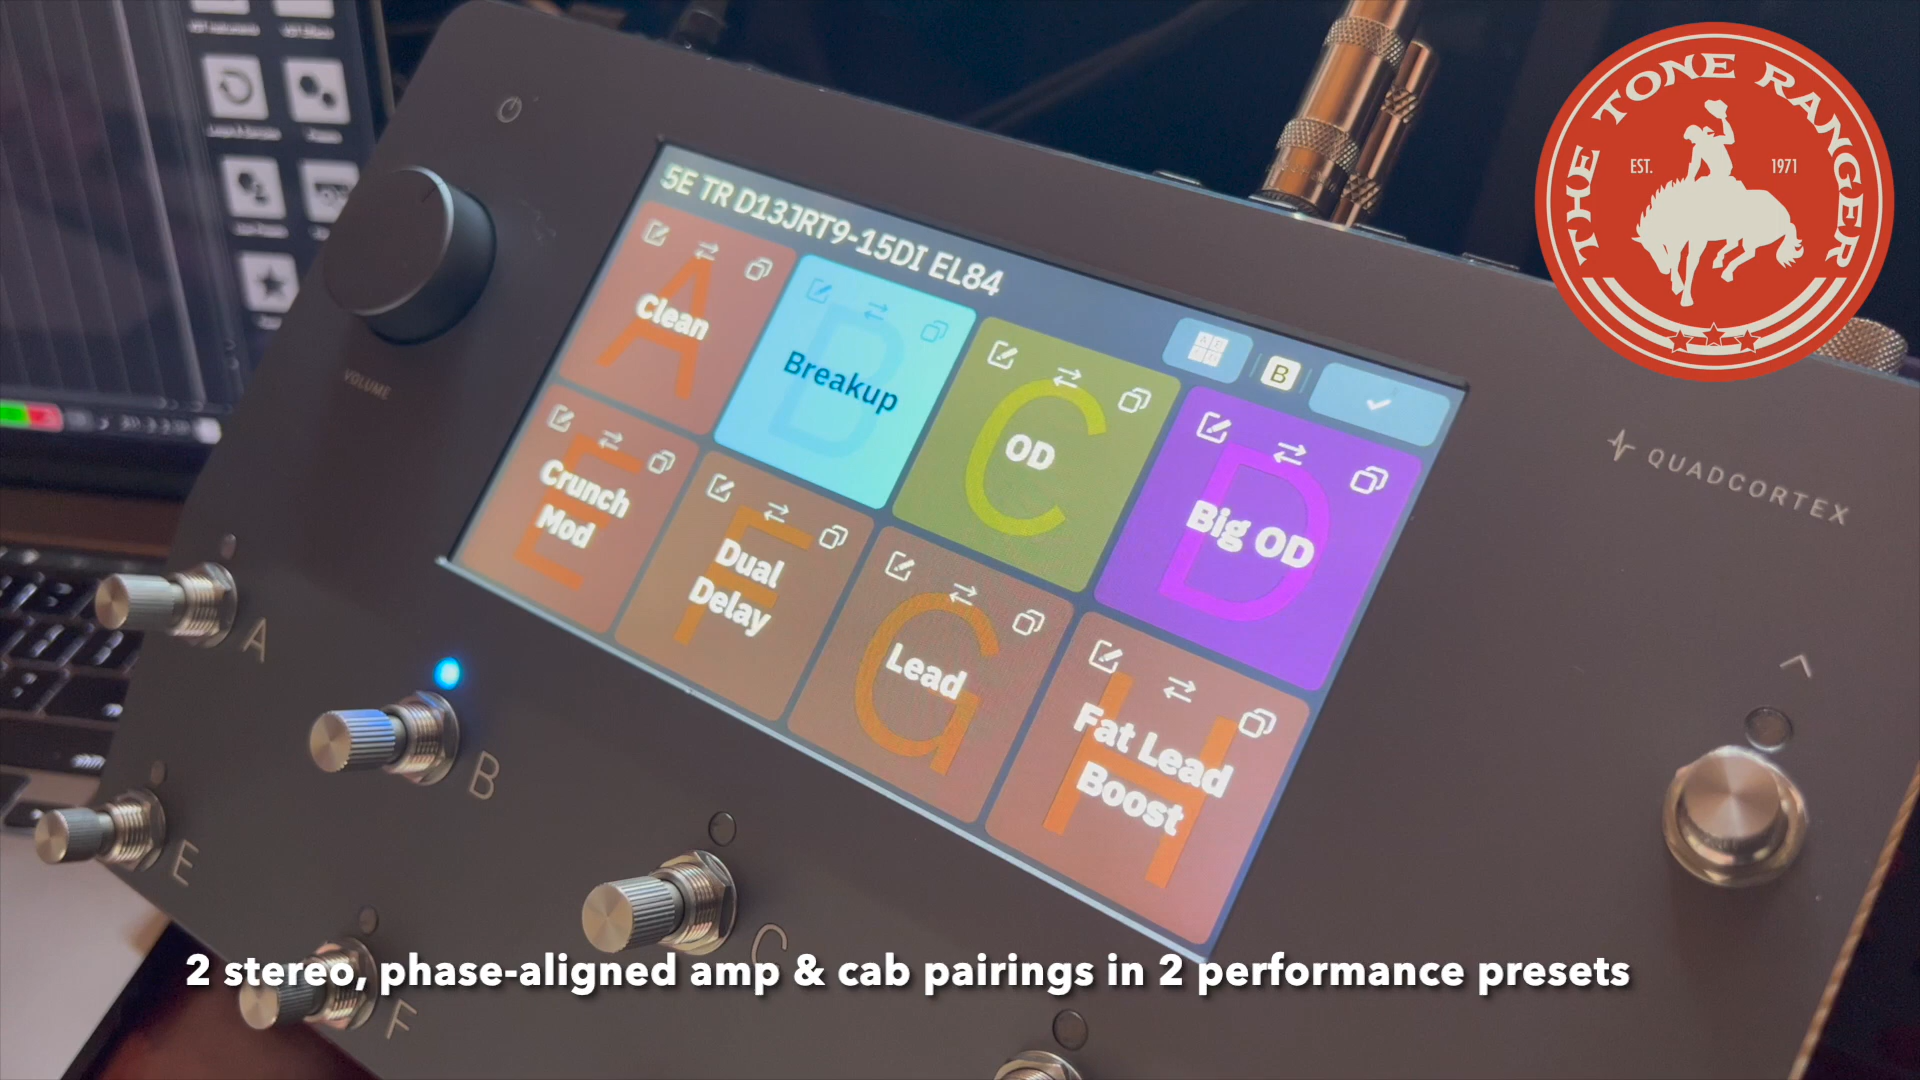 THE TONE RANGER
EST. 1971
5E TR D13JRT9-15DI EL84
A
Clean
B
Breakup
C
OD
D
Big OD
E
Crunch
Mod
F
Dual
Delay
G
Lead
H
Fat Lead
Boost
B
VOLUME
QUADCORTEX
A
B
C
E
F
2 stereo, phase-aligned amp & cab pairings in 2 performance presets